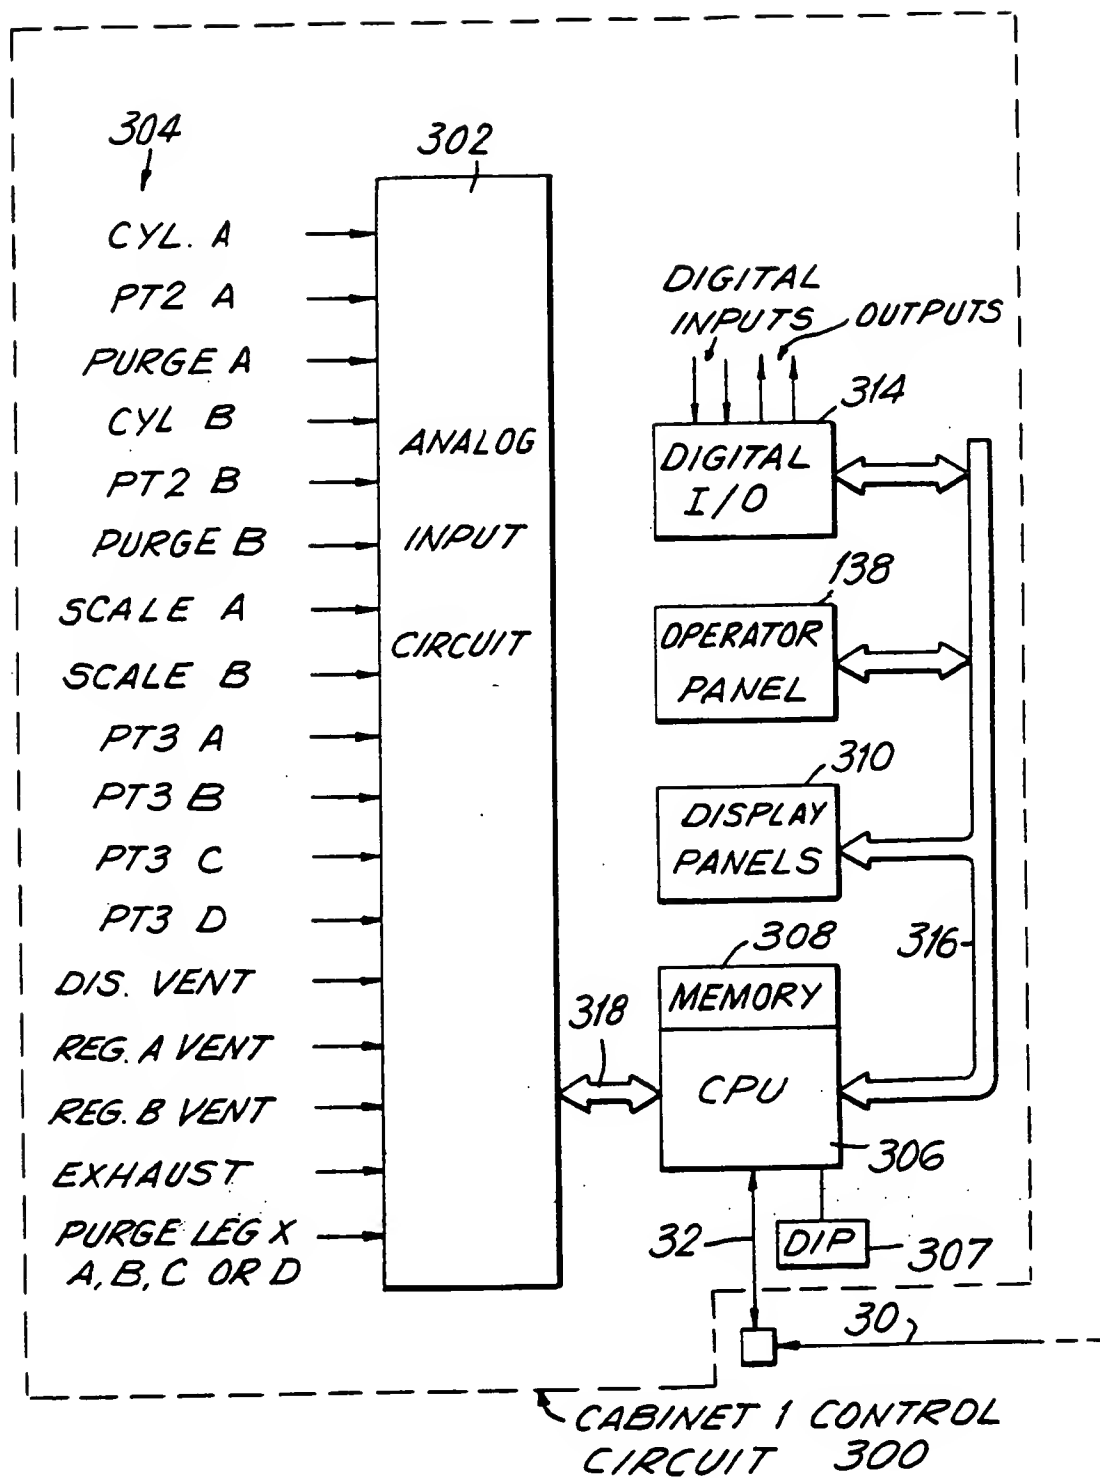 304
302
CYL. A
PT2 A
PURGE A
CYL B
PT2 B
PURGE B
SCALE A
SCALE B
PT3 A
PT3 B
PT3 C
PT3 D
DIS. VENT
REG. A VENT
REG. B VENT
EXHAUST
PURGE LEG X
A, B, C OR D
ANALOG
INPUT
CIRCUIT
DIGITAL
INPUTS
OUTPUTS
314
DIGITAL
I/O
138
OPERATOR
PANEL
310
DISPLAY
PANELS
316
308
MEMORY
318
CPU
306
32
DIP
307
30
CABINET 1 CONTROL
CIRCUIT 300